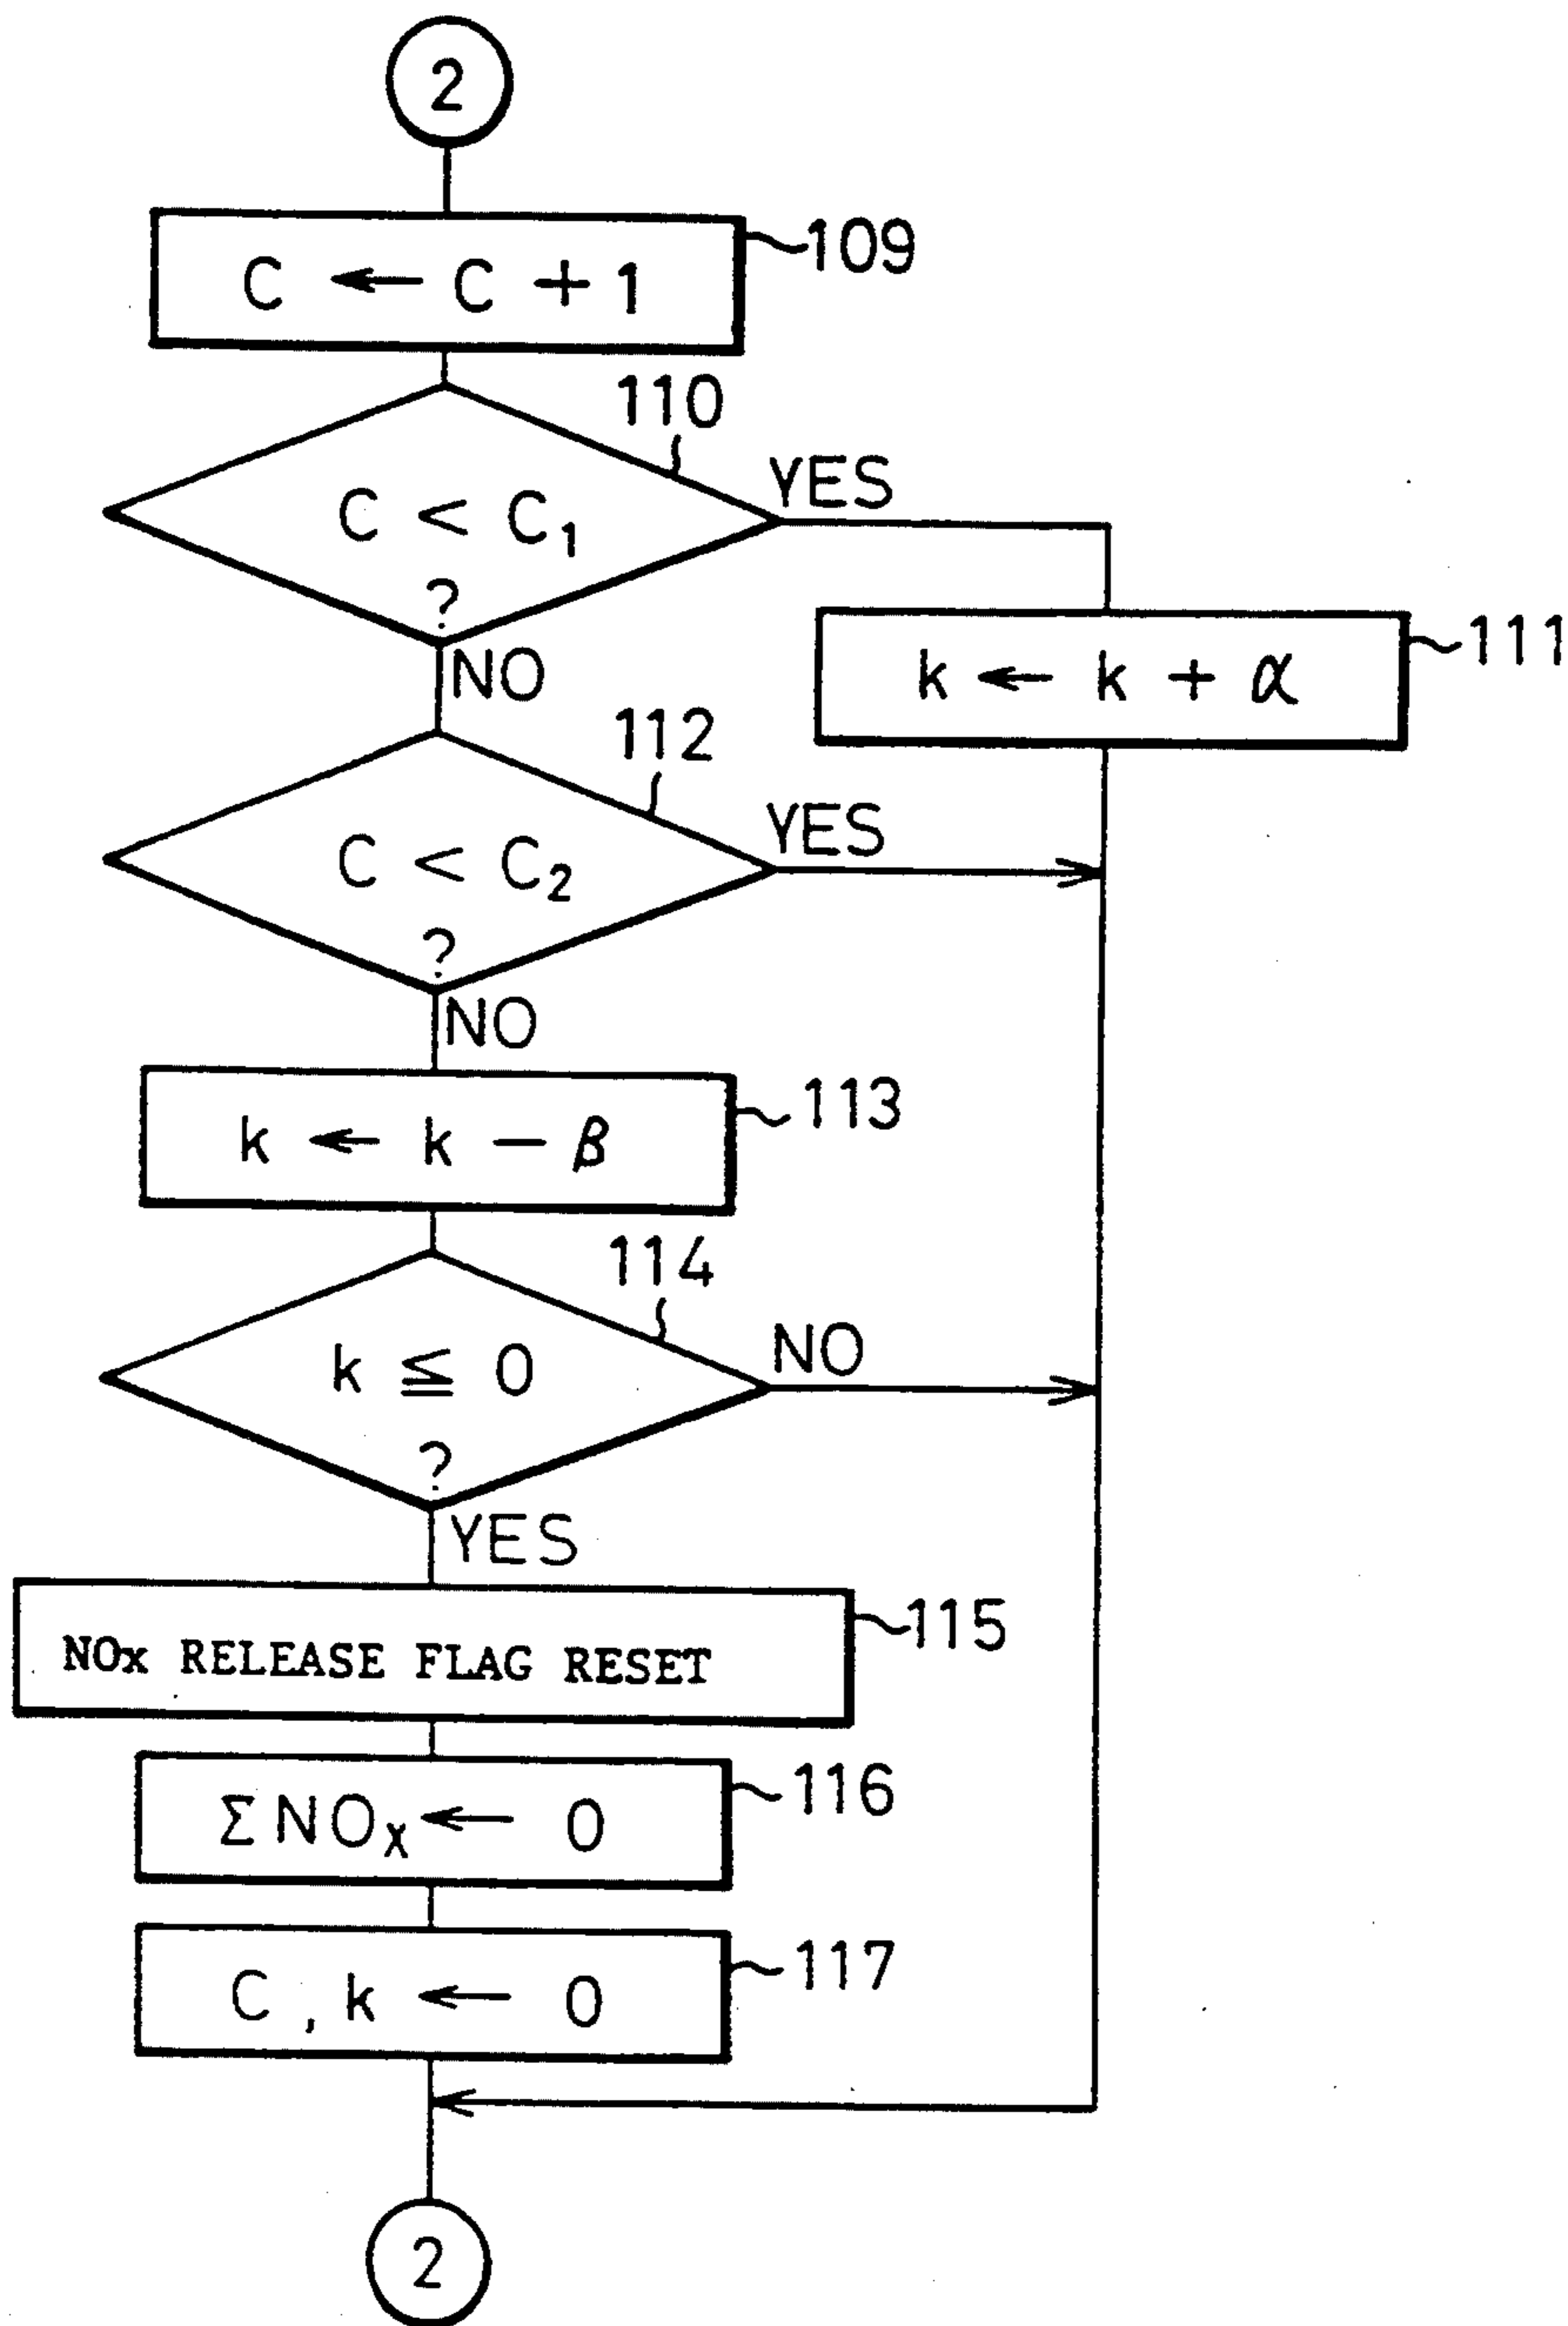 2
109
C ← C + 1
110
YES
C < C₁
?
NO
111
k ← k + α
112
YES
C < C₂
?
NO
113
k ← k − β
114
NO
k ≦ 0
?
YES
115
NOx RELEASE FLAG RESET
116
ΣNOx ← 0
117
C , k ← 0
2